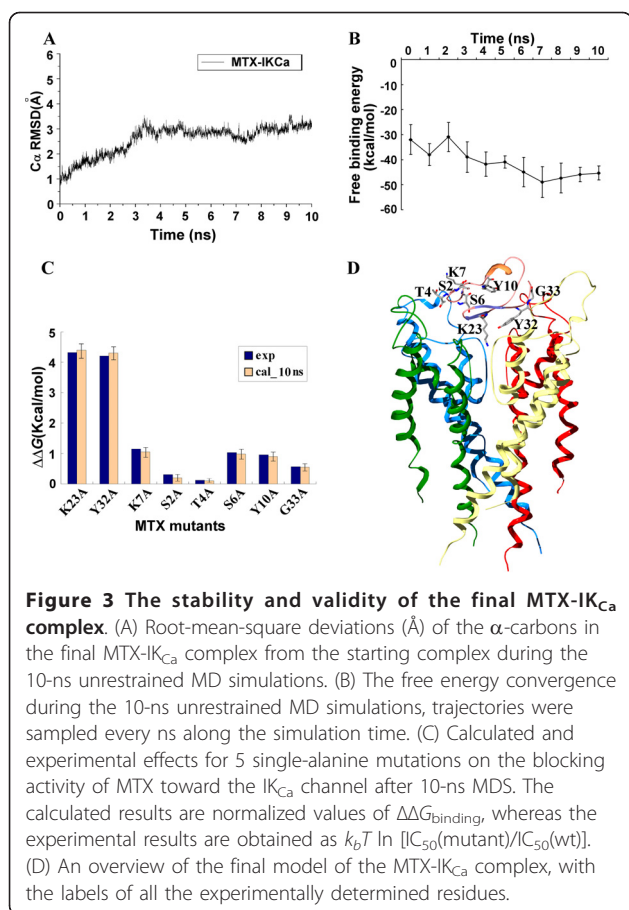 A
MTX-IKCa
Cα RMSD(Å)
6
5
4
3
2
1
0
0 1 2 3 4 5 6 7 8 9 10
Time (ns)
B
Time (ns)
0 1 2 3 4 5 6 7 8 9 10
Free binding energy
(kcal/mol)
0
-10
-20
-30
-40
-50
-60
C
ΔΔG(Kcal/mol)
5
4
3
2
1
0
exp
cal_10ns
K23A
Y32A
K7A
S2A
T4A
S6A
Y10A
G33A
MTX mutants
D
K7
T4
S2
Y10
G33
S6
K23
Y32
Figure 3 The stability and validity of the final MTX-IKCa
complex. (A) Root-mean-square deviations (Å) of the α-carbons in
the final MTX-IKCa complex from the starting complex during the
10-ns unrestrained MD simulations. (B) The free energy convergence
during the 10-ns unrestrained MD simulations, trajectories were
sampled every ns along the simulation time. (C) Calculated and
experimental effects for 5 single-alanine mutations on the blocking
activity of MTX toward the IKCa channel after 10-ns MDS. The
calculated results are normalized values of ΔΔGbinding, whereas the
experimental results are obtained as kbT ln [IC50(mutant)/IC50(wt)].
(D) An overview of the final model of the MTX-IKCa complex, with
the labels of all the experimentally determined residues.